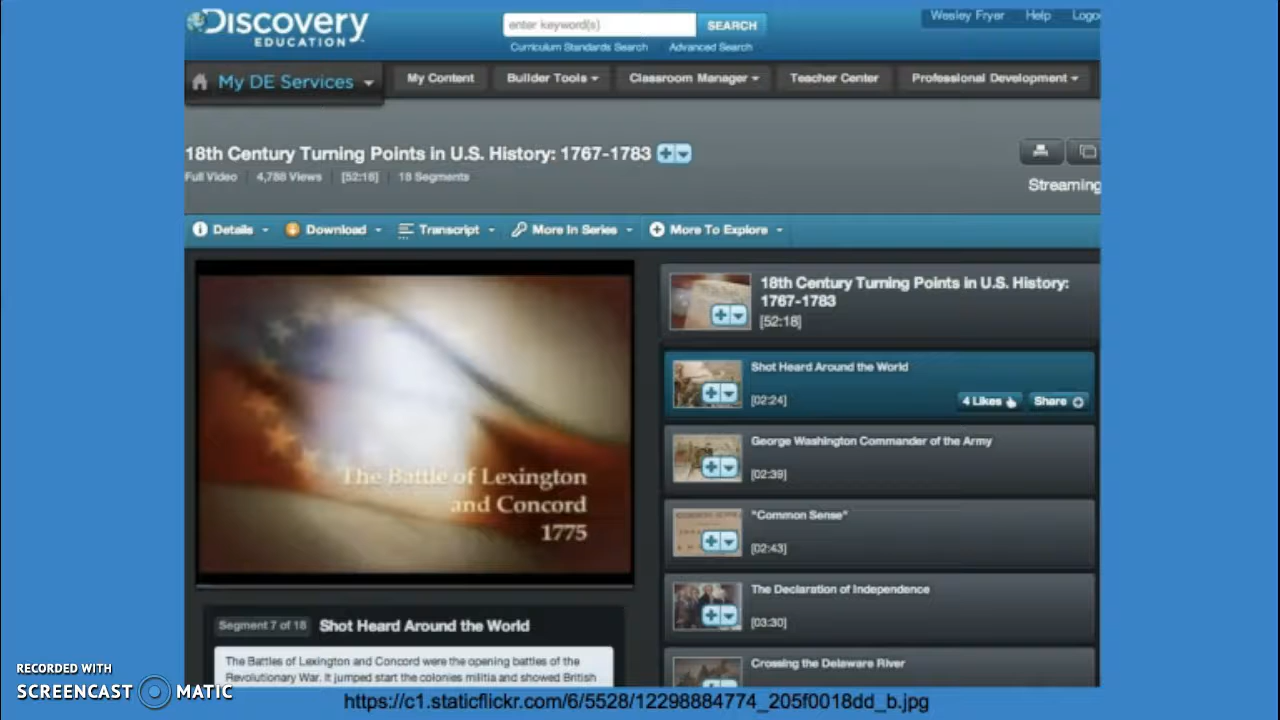 Discovery
EDUCATION
enter keyword(s)
SEARCH
Curriculum Standards Search
Advanced Search
Wesley Fryer
Help
Logo
My DE Services
My Content
Builder Tools
Classroom Manager
Teacher Center
Professional Development
18th Century Turning Points in U.S. History: 1767-1783
Full Video
4,788 Views
[52:18]
18 Segments
Streaming
Details
Download
Transcript
More In Series
More To Explore
The Battle of Lexington
and Concord
1775
18th Century Turning Points in U.S. History:
1767-1783
[52:18]
Shot Heard Around the World
[02:24]
4 Likes
Share
George Washington Commander of the Army
[02:39]
"Common Sense"
[02:43]
The Declaration of Independence
[03:30]
Crossing the Delaware River
Segment 7 of 18
Shot Heard Around the World
The Battles of Lexington and Concord were the opening battles of the
Revolutionary War. It jumped start the colonies militia and showed British
RECORDED WITH
SCREENCAST MATIC
https://c1.staticflickr.com/6/5528/12298884774_205f0018dd_b.jpg